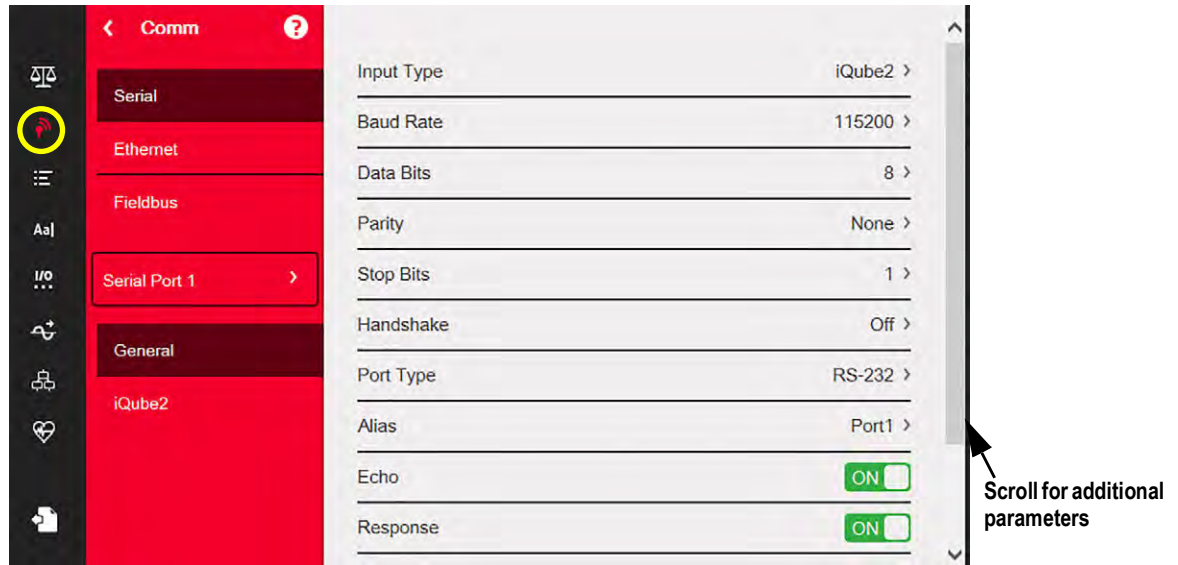 Comm ?
Serial
Ethernet
Fieldbus
Aa
I/O
Serial Port 1
General
iQube2
Input Type iQube2
Baud Rate 115200
Data Bits 8
Parity None
Stop Bits 1
Handshake Off
Port Type RS-232
Alias Port1
Echo ON
Response ON
Scroll for additional
parameters